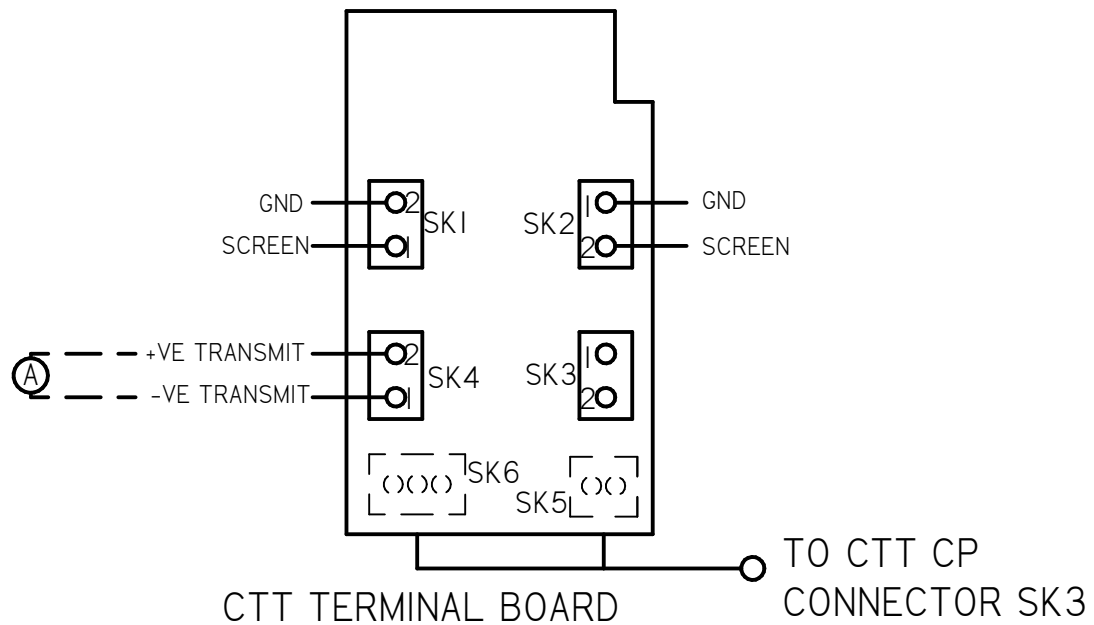 GND
2
SK1
SCREEN
1
SK2
1
GND
2
SCREEN
A
+VE TRANSMIT
2
-VE TRANSMIT
1
SK4
SK3
1
2
SK6
SK5
TO CTT CP
CONNECTOR SK3
CTT TERMINAL BOARD